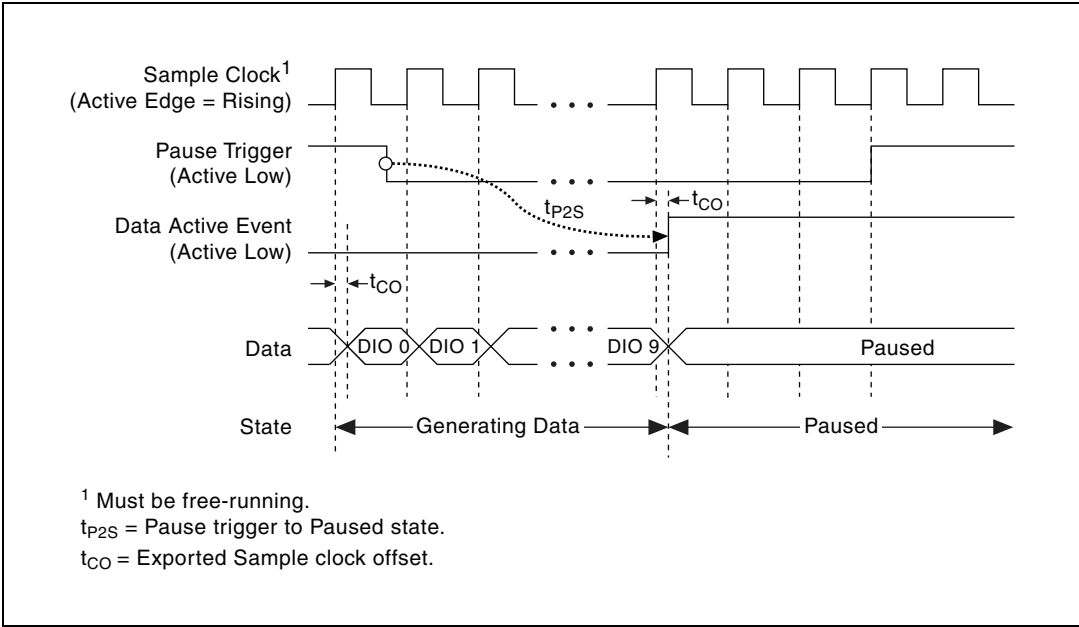 Sample Clock1
(Active Edge = Rising)
Pause Trigger
(Active Low)
tP2S
tCO
Data Active Event
(Active Low)
tCO
Data DIO 0 DIO 1 DIO 9 Paused
State Generating Data Paused
1 Must be free-running.
tP2S = Pause trigger to Paused state.
tCO = Exported Sample clock offset.